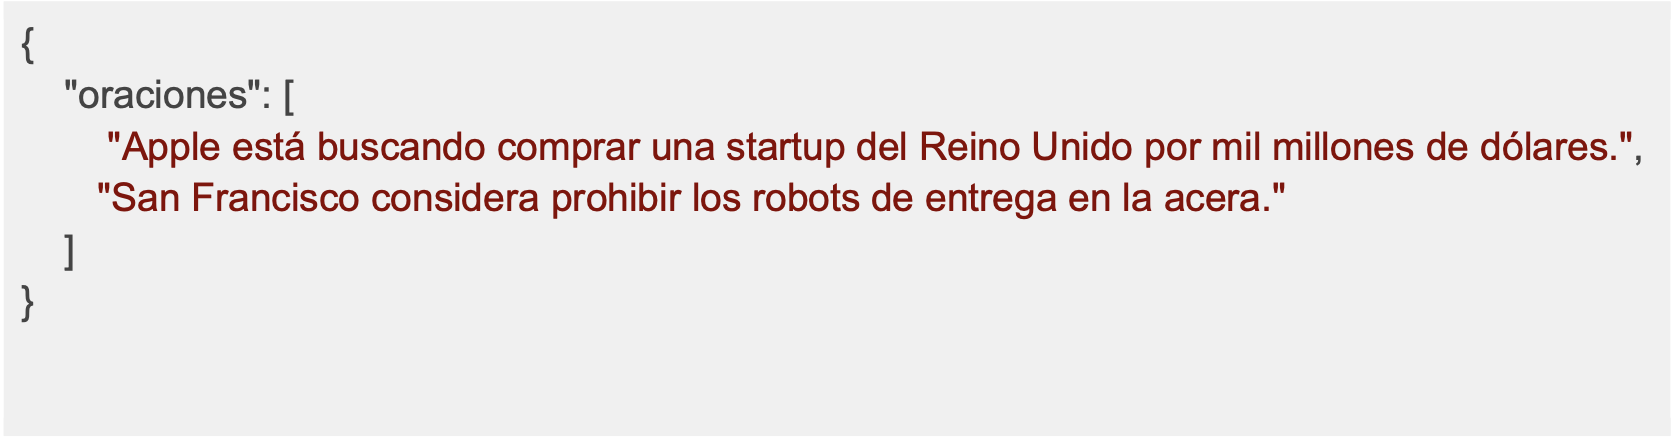 {
"oraciones": [
"Apple está buscando comprar una startup del Reino Unido por mil millones de dólares.",
"San Francisco considera prohibir los robots de entrega en la acera."
]
}